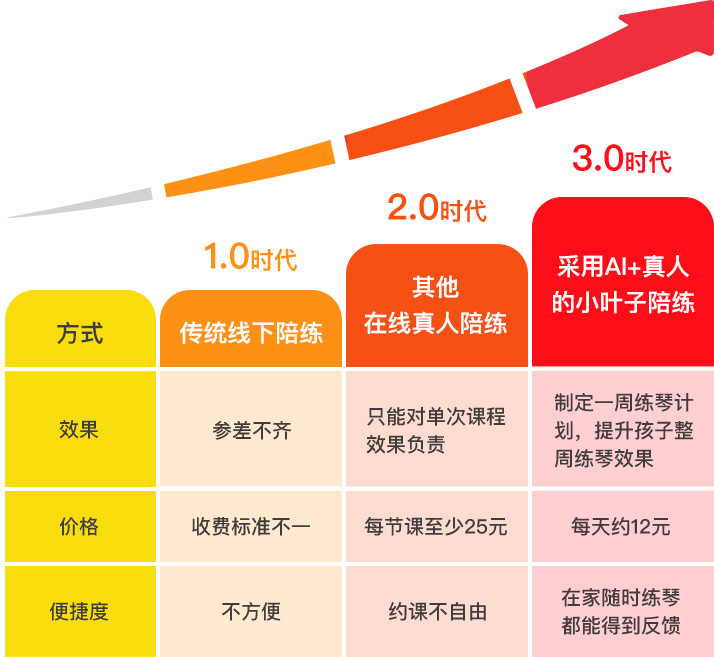 3.0时代
2.0时代
1.0时代
方式
传统线下陪练
其他
在线真人陪练
采用AI+真人
的小叶子陪练
效果
参差不齐
只能对单次课程
效果负责
制定一周练琴计
划，提升孩子整
周练琴效果
价格
收费标准不一
每节课至少25元
每天约12元
便捷度
不方便
约课不自由
在家随时练琴
都能得到反馈